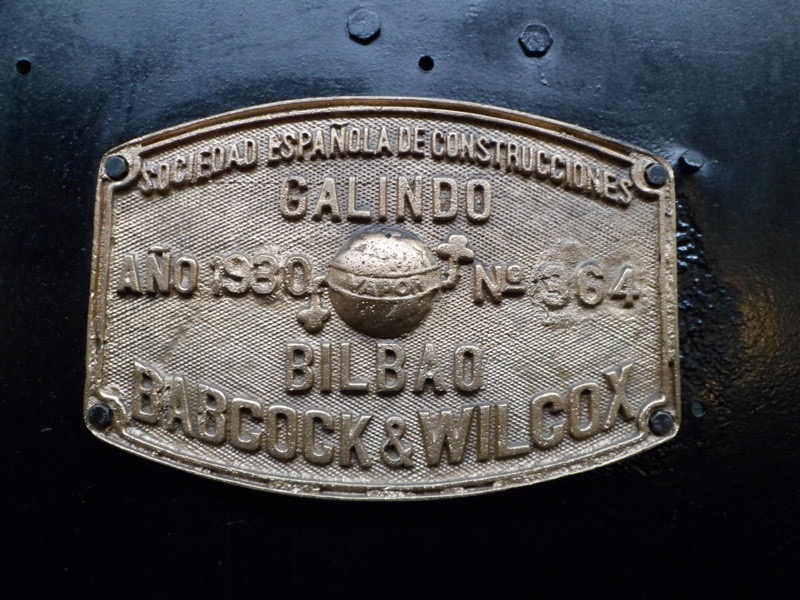 SOCIEDAD ESPAÑOLA DE CONSTRUCCIONES
GALINDO
AÑO 1930 VAPOR Nº 364
BILBAO
BABCOCK & WILCOX